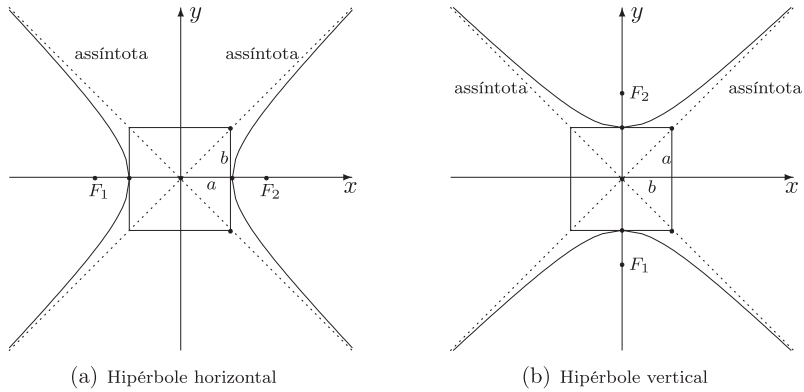 y
assíntota
assíntota
b
a
F₁
F₂
x
(a) Hipérbole horizontal
y
F₂
assíntota
assíntota
a
b
x
F₁
(b) Hipérbole vertical